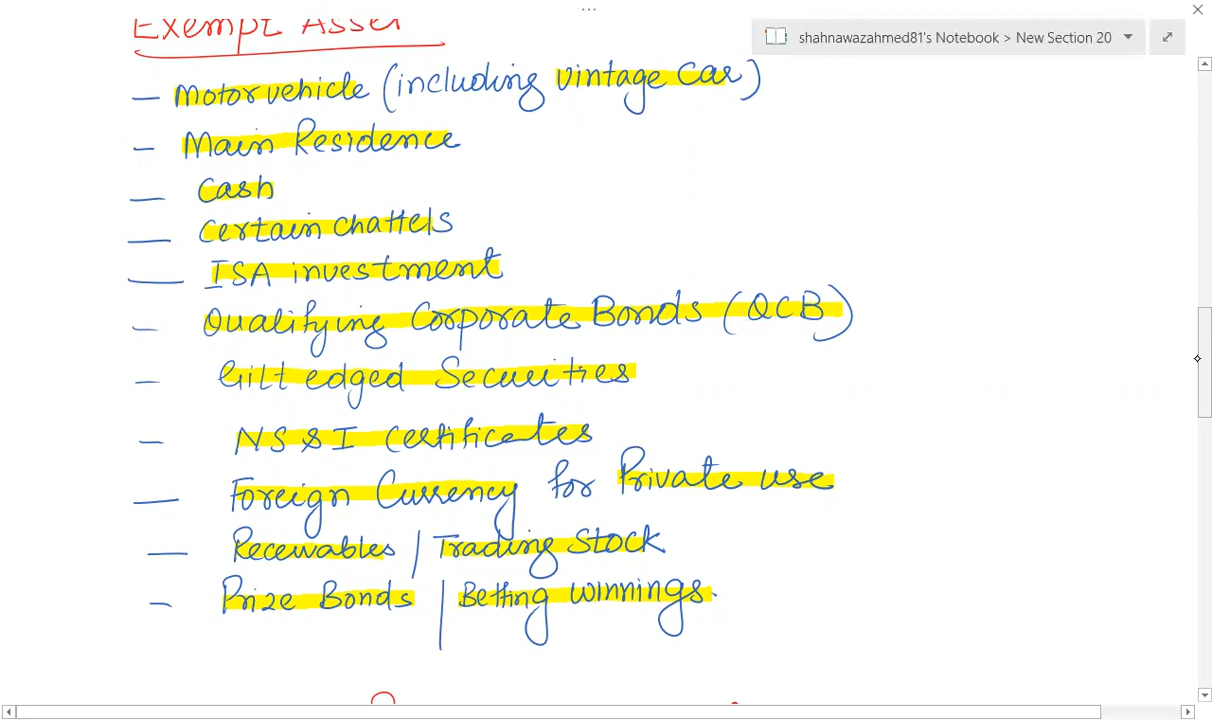 ...
shahnawazahmed81's Notebook > New Section 20
Exempt Asset
— Motor vehicle (including vintage Car)
— Main Residence
— Cash
— Certain chattels
— ISA investment
— Qualifying Corporate Bonds (QCB)
— Gilt edged Securities
— NS & I Certificates
— Foreign Currency for Private use
— Receivables / Trading Stock
— Prize Bonds / Betting winnings.